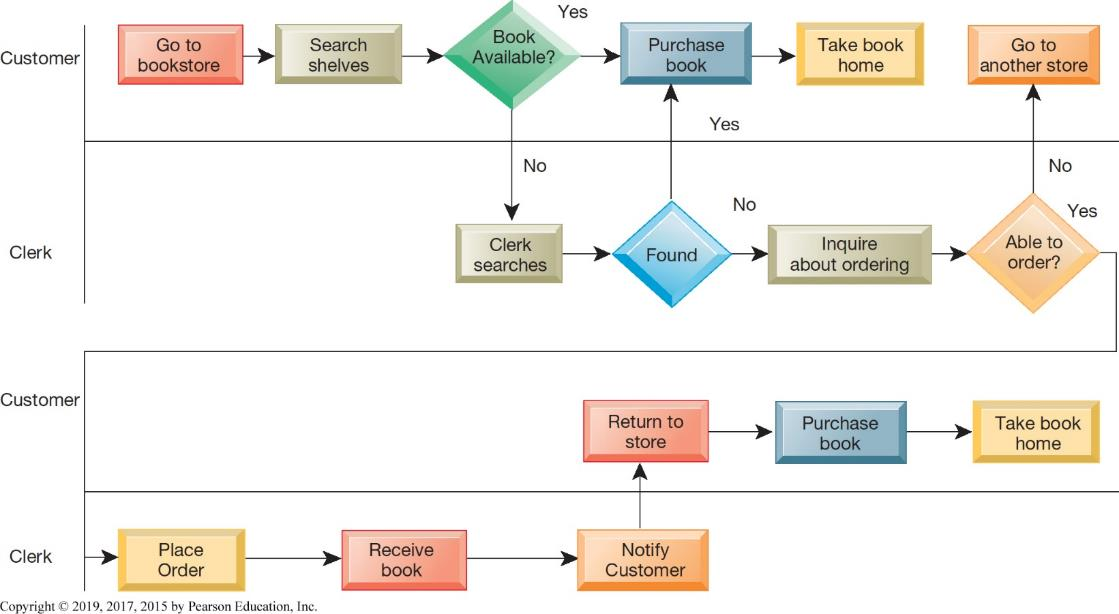 Customer
Go to
bookstore
Search
shelves
Book
Available?
Yes
Purchase
book
Take book
home
Go to
another store
Yes
No
No
No
Yes
Clerk
Clerk
searches
Found
Inquire
about ordering
Able to
order?
Customer
Return to
store
Purchase
book
Take book
home
Clerk
Place
Order
Receive
book
Notify
Customer
Copyright © 2019, 2017, 2015 by Pearson Education, Inc.